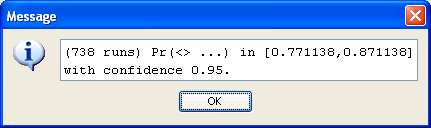 Message
(738 runs) Pr(<> ...) in [0.771138,0.871138]
with confidence 0.95.
OK